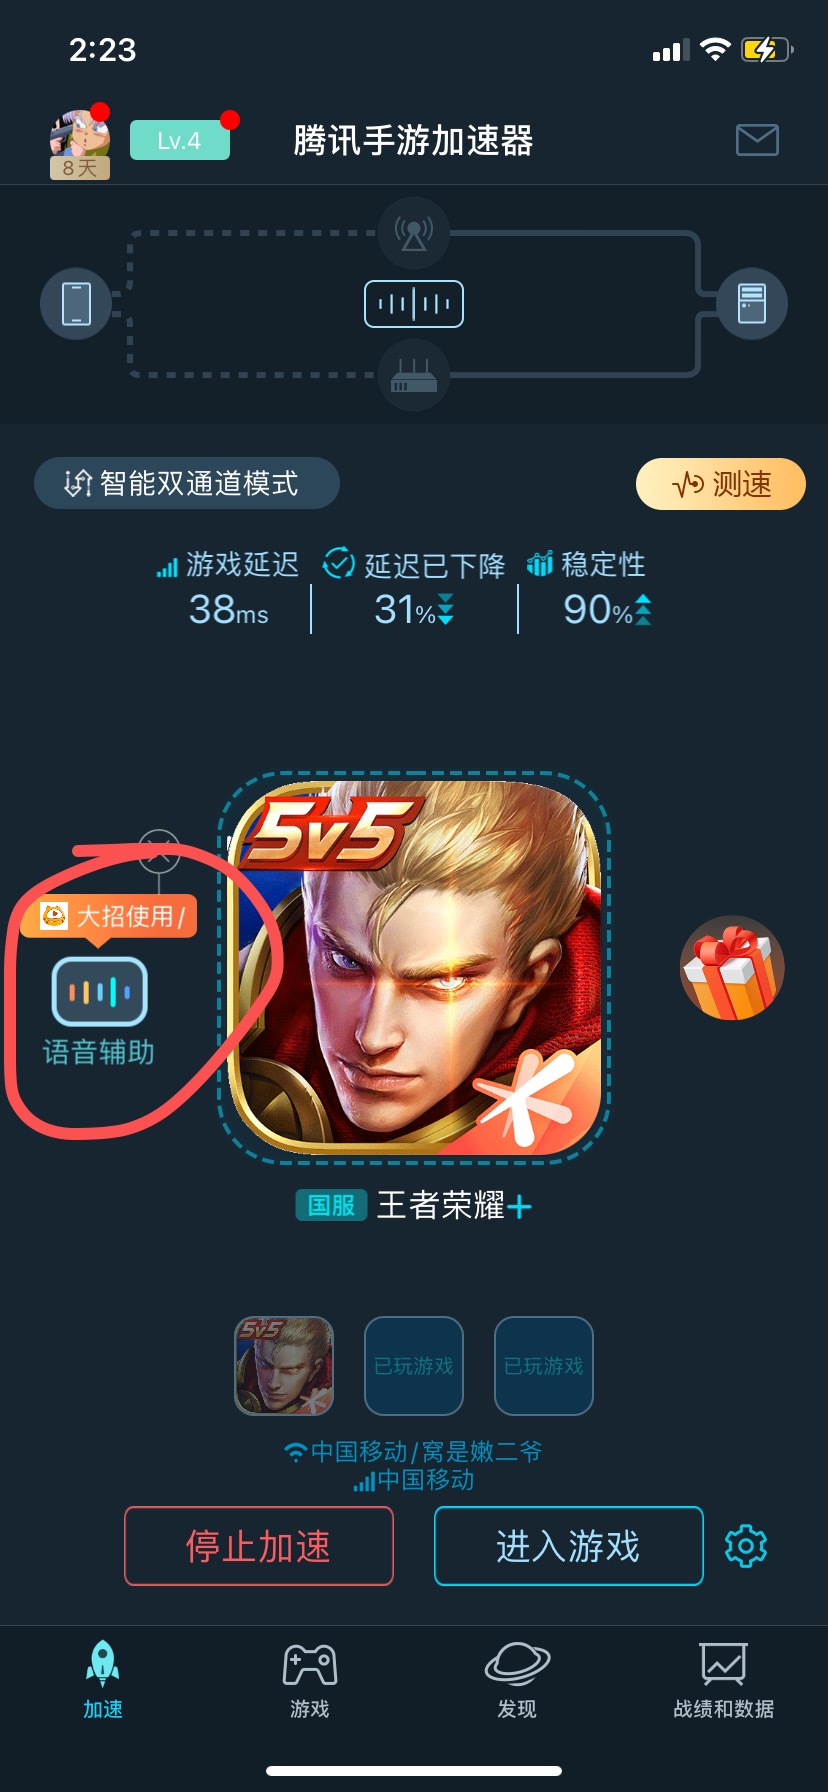 2:23
8天
Lv.4
腾讯手游加速器
智能双通道模式
测速
游戏延迟
延迟已下降
稳定性
38ms
31%
90%
大招使用/
语音辅助
5v5
国服 王者荣耀
5v5
已玩游戏
已玩游戏
中国移动/窝是嫩二爷
中国移动
停止加速
进入游戏
加速
游戏
发现
战绩和数据